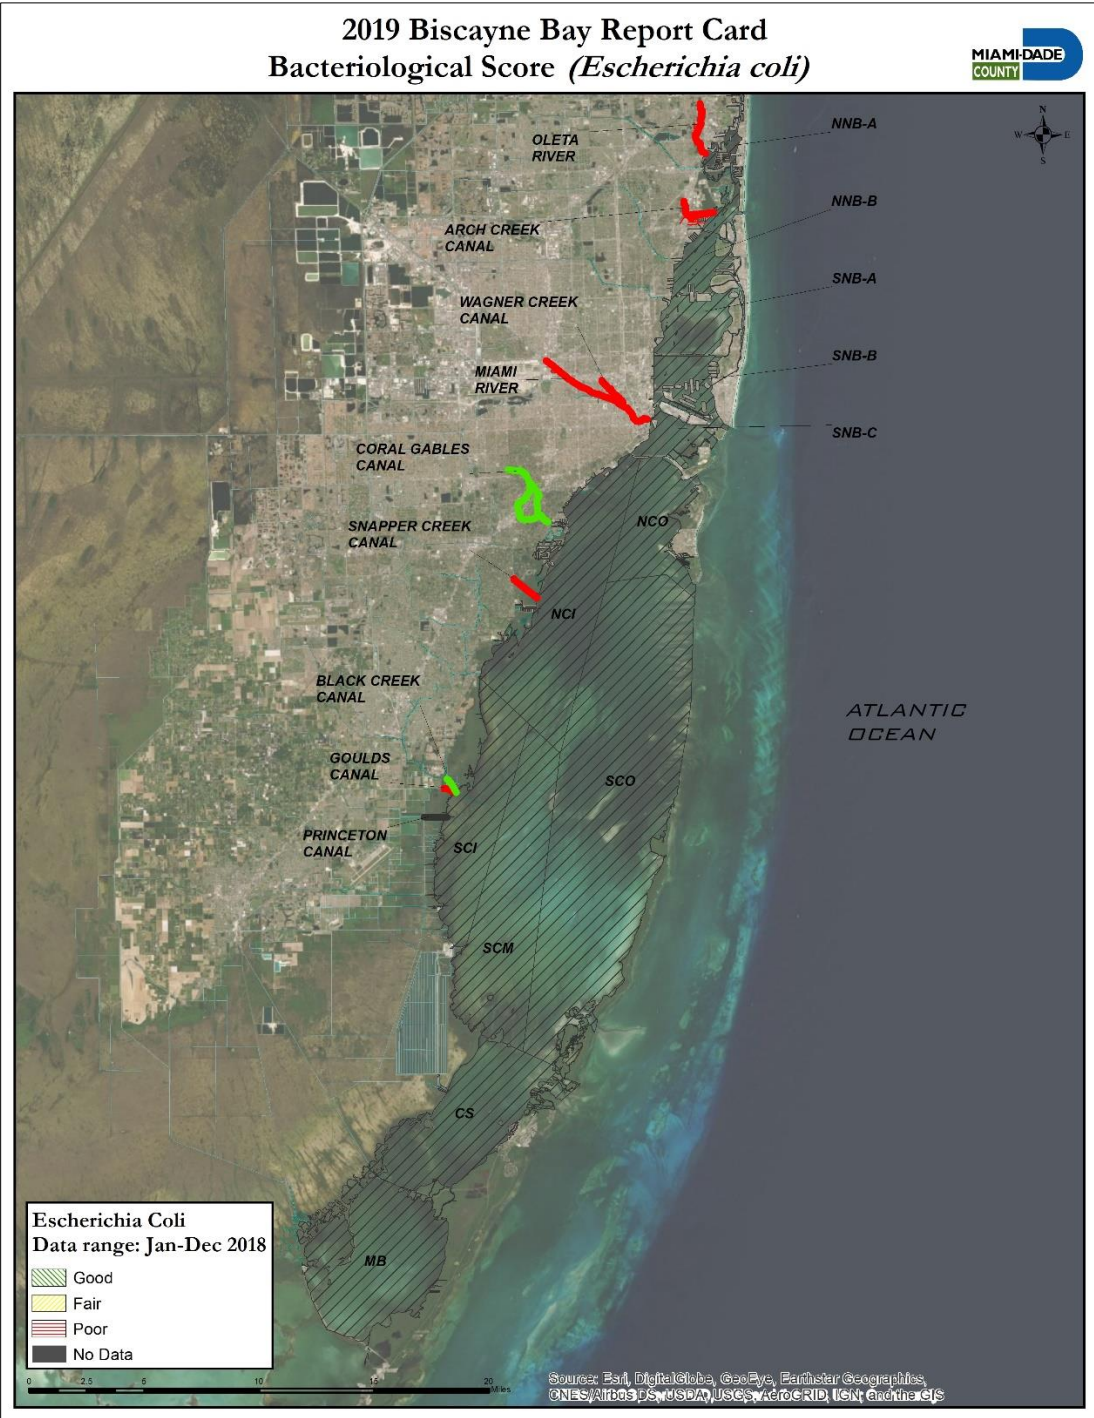 2019 Biscayne Bay Report Card
Bacteriological Score (Escherichia coli)
MIAMI-DADE
COUNTY
N
W
E
S
OLETA
RIVER
NNB-A
NNB-B
ARCH CREEK
CANAL
SNB-A
WAGNER CREEK
CANAL
SNB-B
MIAMI
RIVER
SNB-C
CORAL GABLES
CANAL
NCO
SNAPPER CREEK
CANAL
NCI
BLACK CREEK
CANAL
ATLANTIC
OCEAN
GOULDS
CANAL
SCO
PRINCETON
CANAL
SCI
SCM
CS
MB
Escherichia Coli
Data range: Jan-Dec 2018
Good
Fair
Poor
No Data
0 2.5 5 10 15 20
Miles
Source: Esri, DigitalGlobe, GeoEye, Earthstar Geographics,
CNES/Airbus DS, USDA, USGS, AeroGRID, IGN, and the GIS